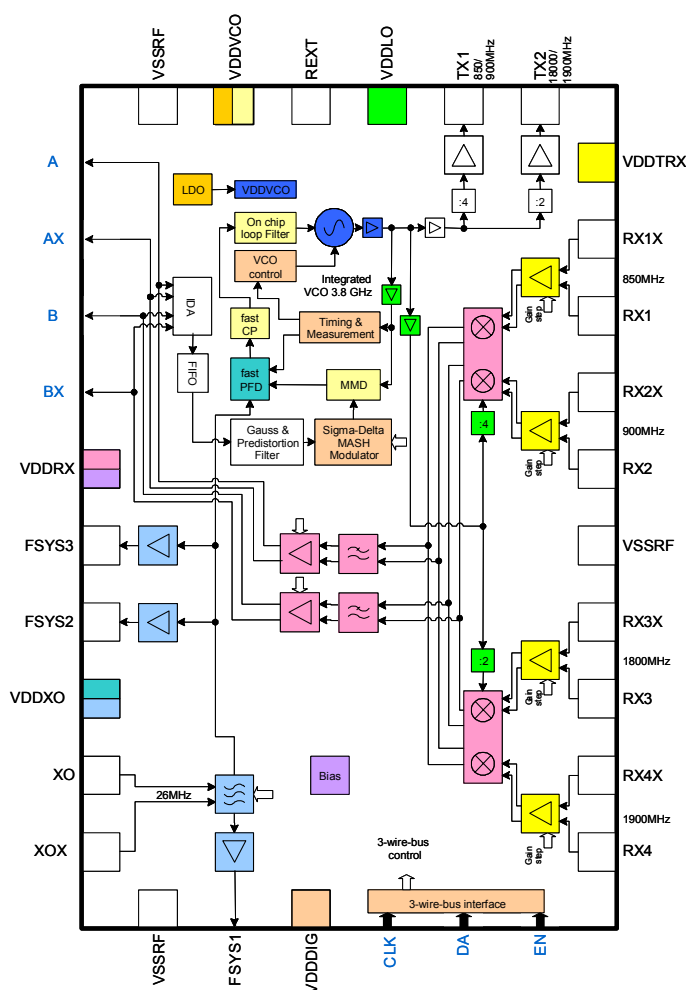 VSSRF
VDDVCO
REXT
VDDLO
TX1
850/
900MHz
TX2
18000/
1900MHz
A
AX
B
BX
VDDRX
FSYS3
FSYS2
VDDXO
XO
XOX
VDDTRX
RX1X
850MHz
RX1
RX2X
900MHz
RX2
VSSRF
RX3X
1800MHz
RX3
RX4X
1900MHz
RX4
LDO
VDDVCO
On chip
loop Filter
VCO
control
Integrated
VCO 3.8 GHz
:4
:2
IDA
FIFO
fast
CP
Timing &
Measurement
fast
PFD
MMD
Gauss &
Predistortion
Filter
Sigma-Delta
MASH
Modulator
Gain
step
:4
Gain
step
:2
Gain
step
Gain
step
Bias
26MHz
3-wire-bus
control
3-wire-bus interface
VSSRF
FSYS1
VDDDIG
CLK
DA
EN